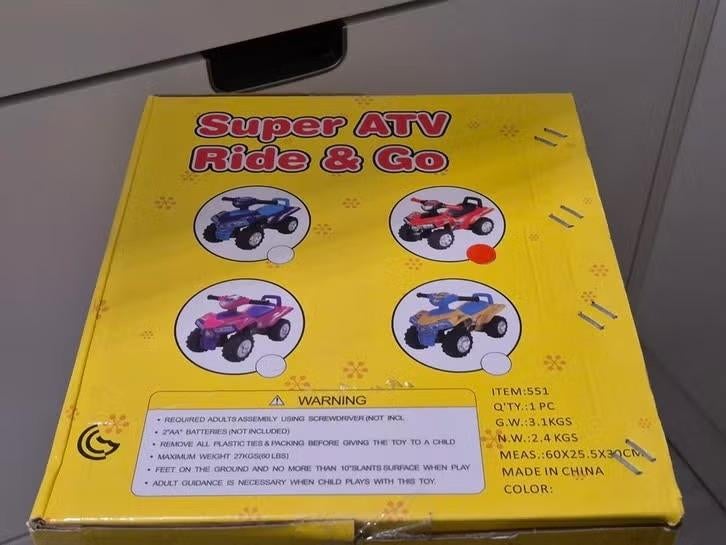 Super ATV
Ride & Go
WARNING
• REQUIRED ADULTS ASSEMBLY USING SCREWDRIVER (NOT INCL
• 2"AA" BATTERIES (NOT INCLUDED)
• REMOVE ALL PLASTIC TIES & PACKING BEFORE GIVING THE TOY TO A CHILD
• MAXIMUM WEIGHT 27KGS(60 LBS)
• FEET ON THE GROUND AND NO MORE THAN 10°SLANTS SURFACE WHEN PLAY
• ADULT GUIDANCE IS NECESSARY WHEN CHILD PLAYS WITH THIS TOY.
ITEM:551
Q'TY.:1 PC
G.W.:3.1KGS
N.W.:2.4 KGS
MEAS.:60X25.5X30CM
MADE IN CHINA
COLOR: